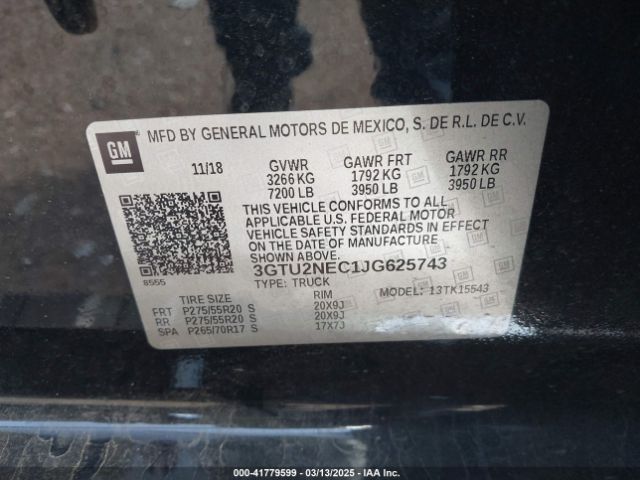 GM
MFD BY GENERAL MOTORS DE MEXICO, S. DE R.L. DE C.V.
11/18 GVWR GAWR FRT GAWR RR
3266 KG 1792 KG 1792 KG
7200 LB 3950 LB 3950 LB
THIS VEHICLE CONFORMS TO ALL
APPLICABLE U.S. FEDERAL MOTOR
VEHICLE SAFETY STANDARDS IN
EFFECT ON THE DATE OF MANUFACTURE
SHOWN ABOVE.
3GTU2NEC1JG625743
8555 TYPE: TRUCK MODEL: 13TK15543
TIRE SIZE RIM
FRT P275/55R20 S 20X9J
RR P275/55R20 S 20X9J
SPA P265/70R17 S 17X7J
000-41779599 | 03/13/2025 - IAA Inc.